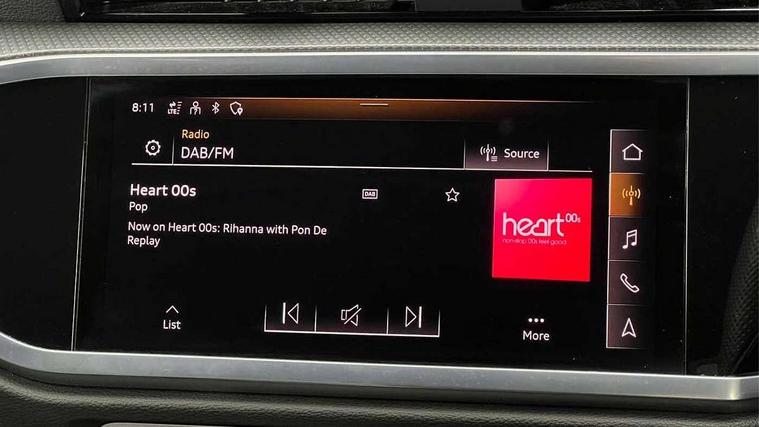 8:11 LTE
Radio
DAB/FM
Source
Heart 00s
DAB
Pop
Now on Heart 00s: Rihanna with Pon De
Replay
heart 00s
non-stop 00s feel good
List
More